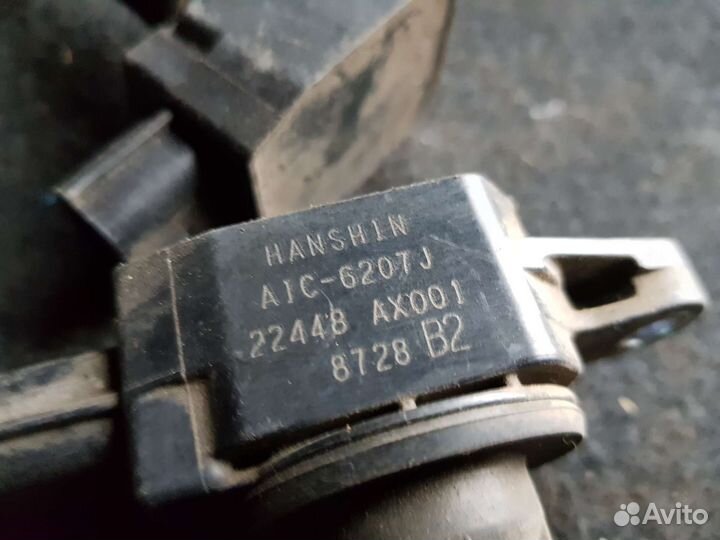 HANSHIN
AIC-6207J
22448 AX001
8728 B2
Avito